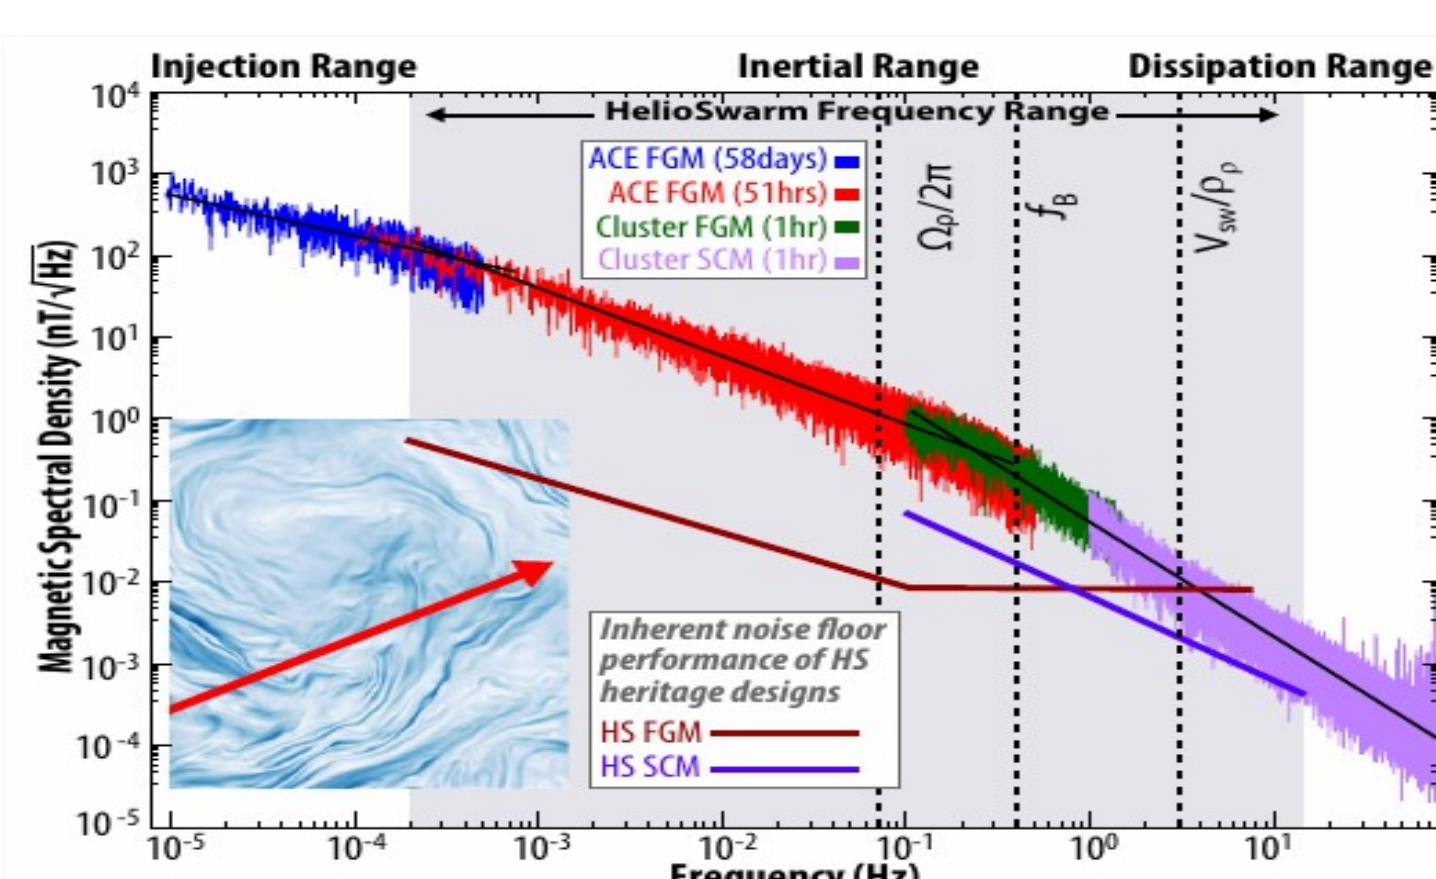 Injection Range
Inertial Range
Dissipation Range
HelioSwarm Frequency Range
ACE FGM (58days)
ACE FGM (51hrs)
Cluster FGM (1hr)
Cluster SCM (1hr)
Ωρ/2π
fB
Vsw/ρρ
Magnetic Spectral Density (nT/√Hz)
10⁴
10³
10²
10¹
10⁰
10⁻¹
10⁻²
10⁻³
10⁻⁴
10⁻⁵
Inherent noise floor
performance of HS
heritage designs
HS FGM
HS SCM
10⁻⁵
10⁻⁴
10⁻³
10⁻²
10⁻¹
10⁰
10¹
Frequency (Hz)